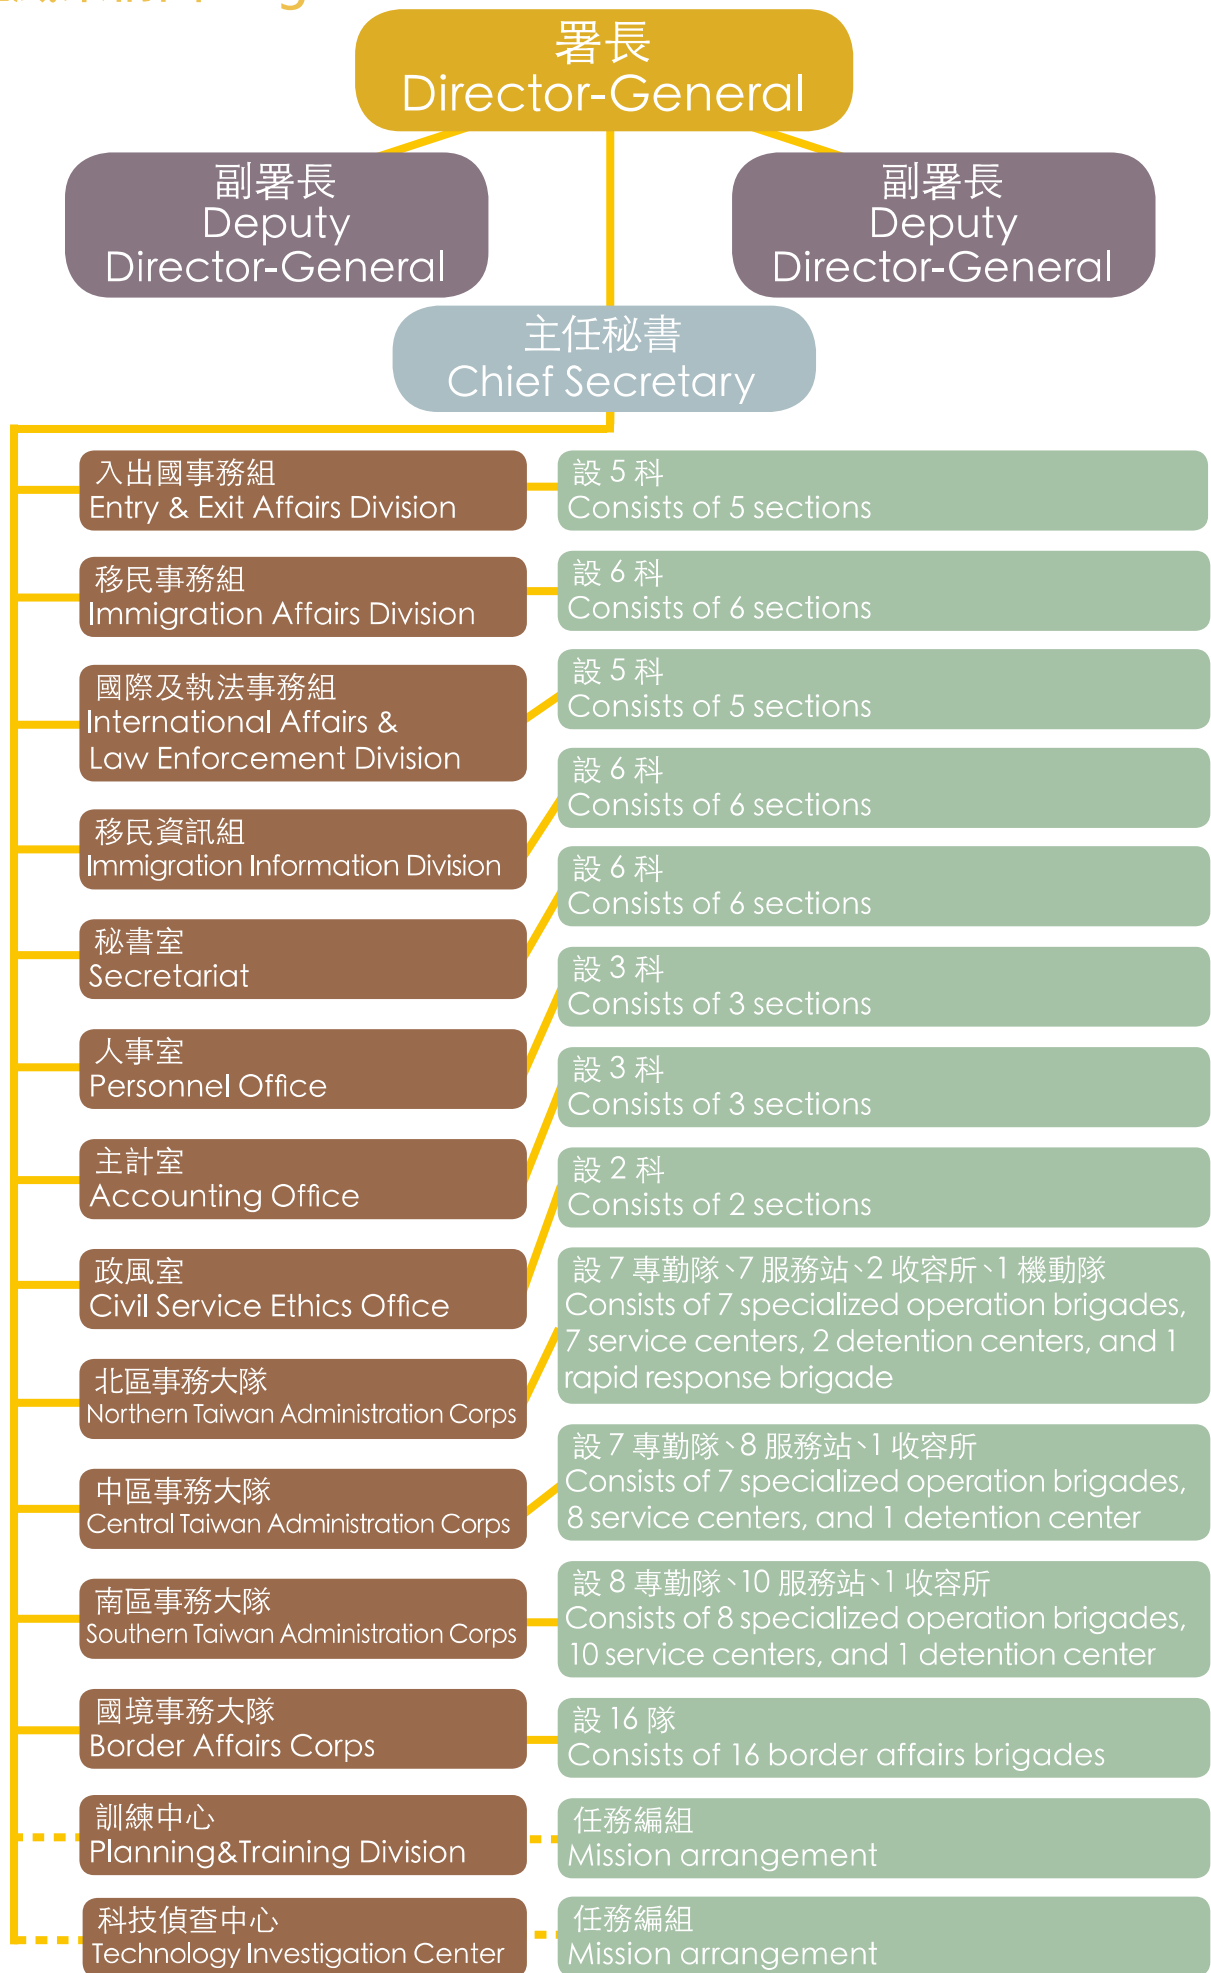 署長
Director-General
副署長
Deputy
Director-General
副署長
Deputy
Director-General
主任秘書
Chief Secretary
入出國事務組
Entry & Exit Affairs Division
設 5 科
Consists of 5 sections
移民事務組
Immigration Affairs Division
設 6 科
Consists of 6 sections
國際及執法事務組
International Affairs &
Law Enforcement Division
設 5 科
Consists of 5 sections
移民資訊組
Immigration Information Division
設 6 科
Consists of 6 sections
秘書室
Secretariat
設 6 科
Consists of 6 sections
人事室
Personnel Office
設 3 科
Consists of 3 sections
主計室
Accounting Office
設 3 科
Consists of 3 sections
政風室
Civil Service Ethics Office
設 2 科
Consists of 2 sections
北區事務大隊
Northern Taiwan Administration Corps
設 7 專勤隊、7 服務站、2 收容所、1 機動隊
Consists of 7 specialized operation brigades,
7 service centers, 2 detention centers, and 1
rapid response brigade
中區事務大隊
Central Taiwan Administration Corps
設 7 專勤隊、8 服務站、1 收容所
Consists of 7 specialized operation brigades,
8 service centers, and 1 detention center
南區事務大隊
Southern Taiwan Administration Corps
設 8 專勤隊、10 服務站、1 收容所
Consists of 8 specialized operation brigades,
10 service centers, and 1 detention center
國境事務大隊
Border Affairs Corps
設 16 隊
Consists of 16 border affairs brigades
訓練中心
Planning&Training Division
任務編組
Mission arrangement
科技偵查中心
Technology Investigation Center
任務編組
Mission arrangement